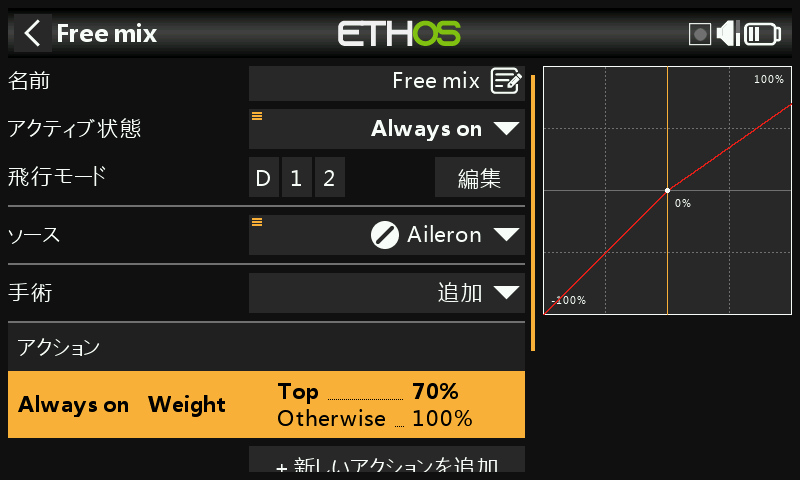 Free mix
ETHOS
名前
Free mix
アクティブ状態
Always on
飛行モード
D 1 2
編集
ソース
Aileron
手術
追加
アクション
Always on Weight
Top 70%
Otherwise 100%
+ 新しいアクションを追加
100%
0%
-100%